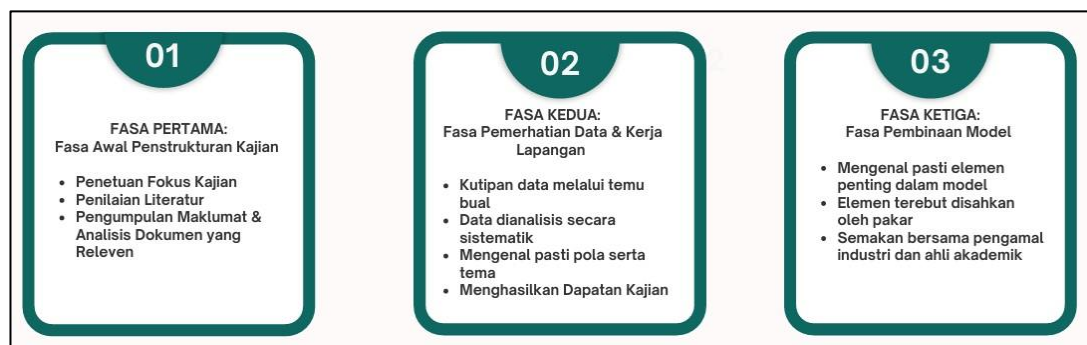 01
FASA PERTAMA:
Fasa Awal Penstrukturan Kajian
• Penetuan Fokus Kajian
• Penilaian Literatur
• Pengumpulan Maklumat &
Analisis Dokumen yang
Releven
02
FASA KEDUA:
Fasa Pemerhatian Data & Kerja
Lapangan
• Kutipan data melalui temu
bual
• Data dianalisis secara
sistematik
• Mengenal pasti pola serta
tema
• Menghasilkan Dapatan Kajian
03
FASA KETIGA:
Fasa Pembinaan Model
• Mengenal pasti elemen
penting dalam model
• Elemen terebut disahkan
oleh pakar
• Semakan bersama pengamal
industri dan ahli akademik